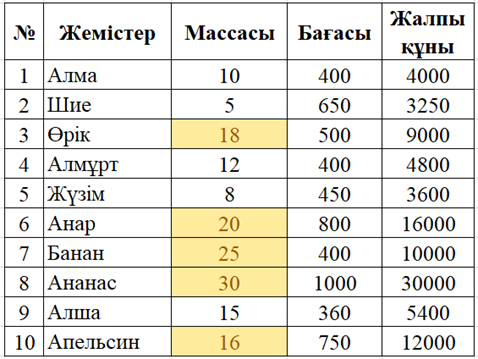 № Жемістер Массасы Бағасы Жалпы құны
1 Алма 10 400 4000
2 Шие 5 650 3250
3 Өрік 18 500 9000
4 Алмұрт 12 400 4800
5 Жүзім 8 450 3600
6 Анар 20 800 16000
7 Банан 25 400 10000
8 Ананас 30 1000 30000
9 Алша 15 360 5400
10 Апельсин 16 750 12000